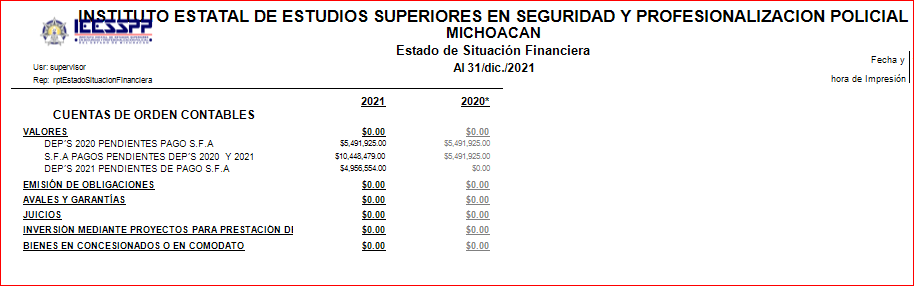 INSTITUTO ESTATAL DE ESTUDIOS SUPERIORES EN SEGURIDAD Y PROFESIONALIZACION POLICIAL
MICHOACAN
IEESSPP
Estado de Situación Financiera
Fecha y
Usr: supervisor
Al 31/dic./2021
Rep: rptEstadoSituacionFinanciera
hora de Impresión
2021 2020*
CUENTAS DE ORDEN CONTABLES
VALORES $0.00 $0.00
DEP´S 2020 PENDIENTES PAGO S.F.A $5,491,925.00 $5,491,925.00
S.F.A PAGOS PENDIENTES DEP´S 2020 Y 2021 $10,448,479.00 $5,491,925.00
DEP´S 2021 PENDIENTES DE PAGO S.F.A $4,956,554.00 $0.00
EMISIÓN DE OBLIGACIONES $0.00 $0.00
AVALES Y GARANTÍAS $0.00 $0.00
JUICIOS $0.00 $0.00
INVERSIÓN MEDIANTE PROYECTOS PARA PRESTACIÓN DI $0.00 $0.00
BIENES EN CONCESIONADOS O EN COMODATO $0.00 $0.00